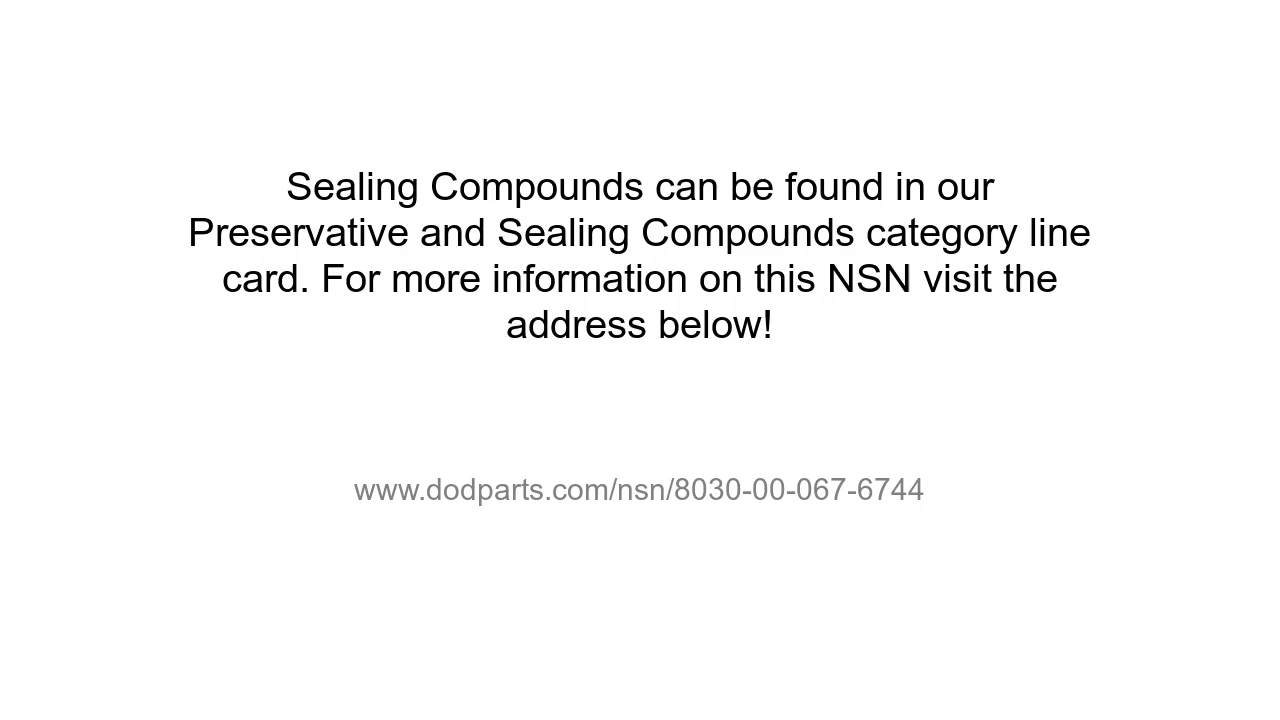 Sealing Compounds can be found in our
Preservative and Sealing Compounds category line
card. For more information on this NSN visit the
address below!
www.dodparts.com/nsn/8030-00-067-6744